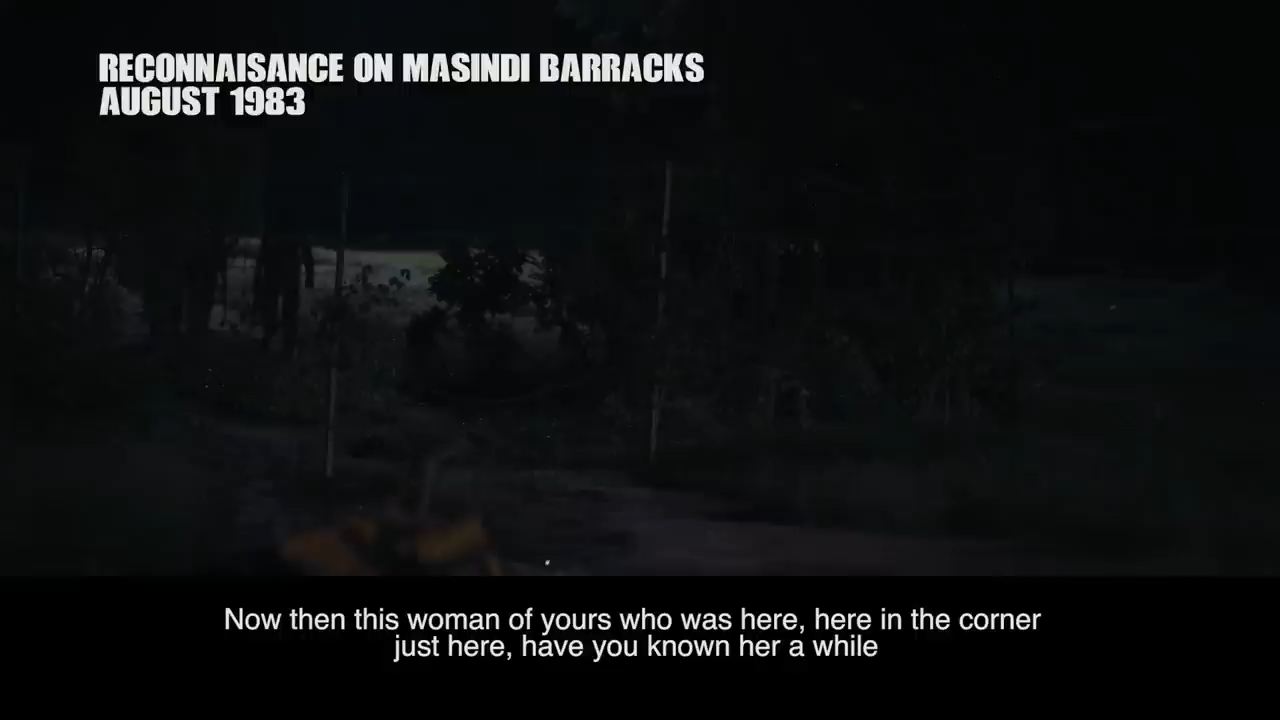 RECONNAISANCE ON MASINDI BARRACKS
AUGUST 1983
Now then this woman of yours who was here, here in the corner
just here, have you known her a while